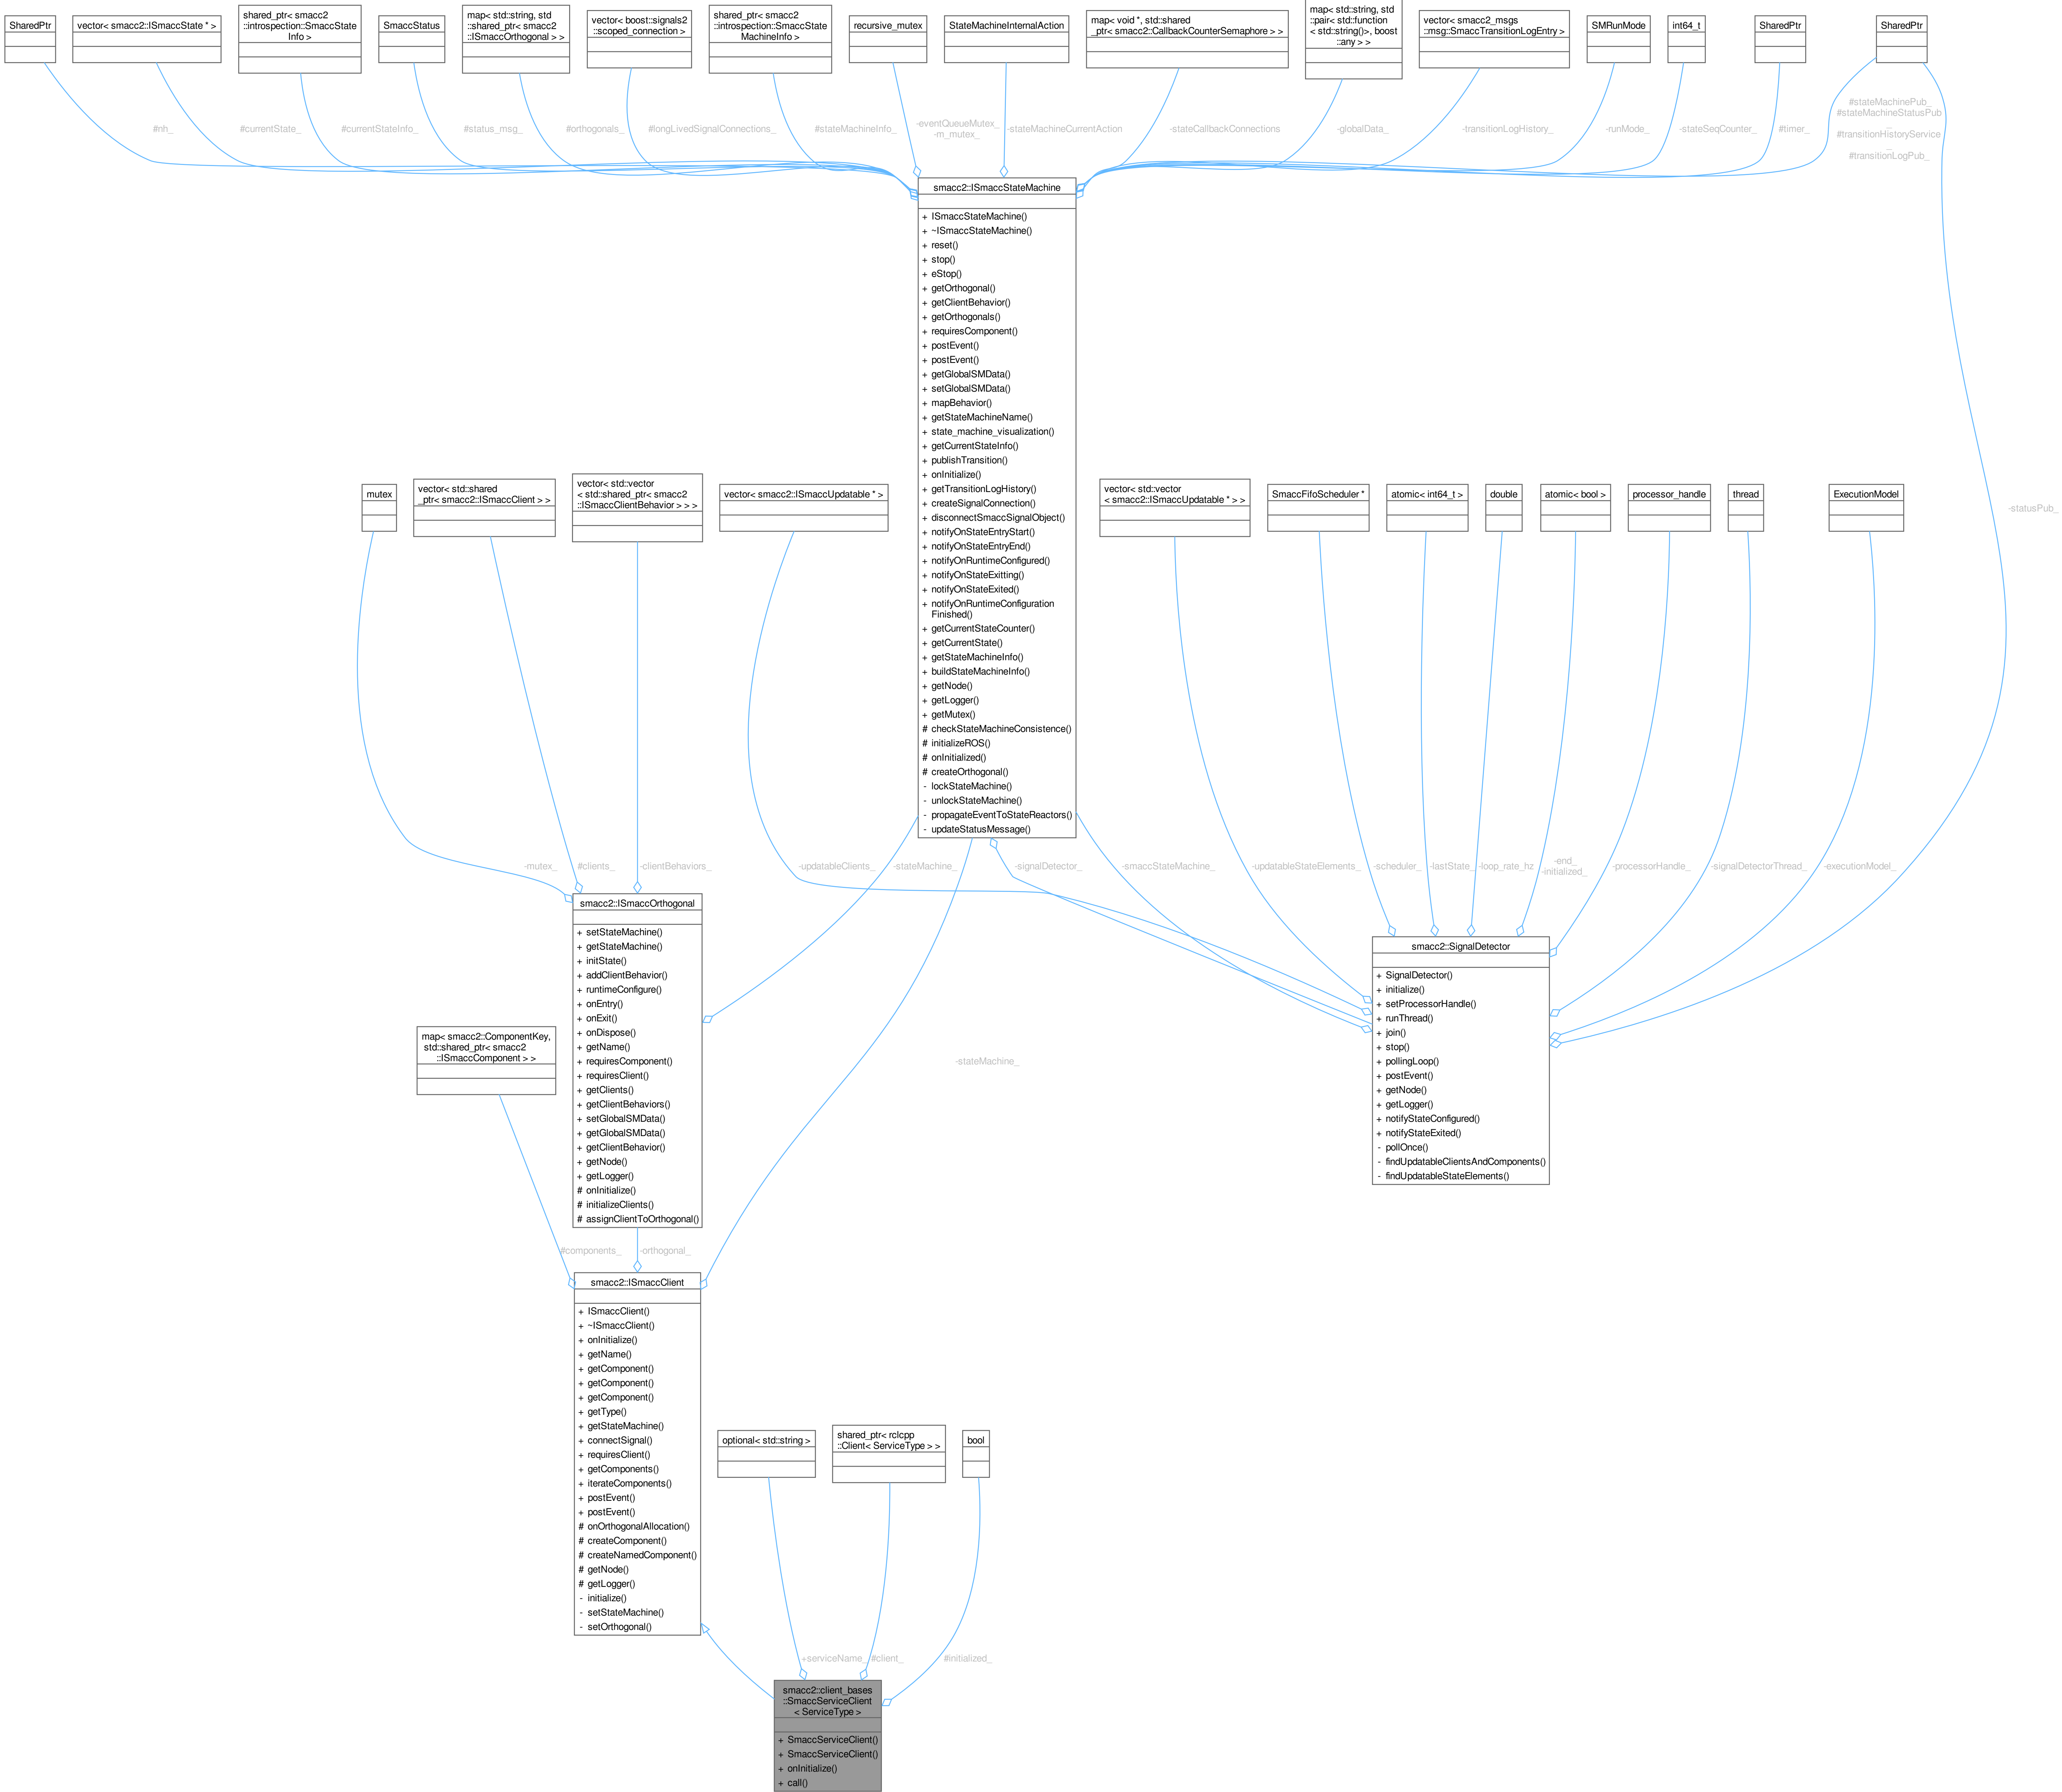 SharedPtr
vector< smacc2::ISmaccState * >
shared_ptr< smacc2
::introspection::SmaccState
Info >
SmaccStatus
map< std::string, std
::shared_ptr< smacc2
::ISmaccOrthogonal > >
vector< boost::signals2
::scoped_connection >
shared_ptr< smacc2
::introspection::SmaccState
MachineInfo >
recursive_mutex
StateMachineInternalAction
map< void *, std::shared
_ptr< smacc2::CallbackCounterSemaphore > >
map< std::string, std
::pair< std::function
< std::string()>, boost
::any > >
vector< smacc2_msgs
::msg::SmaccTransitionLogEntry >
SMRunMode
int64_t
SharedPtr
SharedPtr
#nh_
#currentState_
#currentStateInfo_
#status_msg_
#orthogonals_
#longLivedSignalConnections_
#stateMachineInfo_
-eventQueueMutex_
-m_mutex_
-stateMachineCurrentAction
-stateCallbackConnections
-globalData_
-transitionLogHistory_
-runMode_
-stateSeqCounter_
#timer_
#stateMachinePub_
#stateMachineStatusPub
_
#transitionHistoryService
_
#transitionLogPub_
smacc2::ISmaccStateMachine
+ ISmaccStateMachine()
+ ~ISmaccStateMachine()
+ reset()
+ stop()
+ eStop()
+ getOrthogonal()
+ getClientBehavior()
+ getOrthogonals()
+ requiresComponent()
+ postEvent()
+ postEvent()
+ getGlobalSMData()
+ setGlobalSMData()
+ mapBehavior()
+ getStateMachineName()
+ state_machine_visualization()
+ getCurrentStateInfo()
+ publishTransition()
+ onInitialize()
+ getTransitionLogHistory()
+ createSignalConnection()
+ disconnectSmaccSignalObject()
+ notifyOnStateEntryStart()
+ notifyOnStateEntryEnd()
+ notifyOnRuntimeConfigured()
+ notifyOnStateExitting()
+ notifyOnStateExited()
+ notifyOnRuntimeConfiguration
Finished()
+ getCurrentStateCounter()
+ getCurrentState()
+ getStateMachineInfo()
+ buildStateMachineInfo()
+ getNode()
+ getLogger()
+ getMutex()
# checkStateMachineConsistence()
# initializeROS()
# onInitialized()
# createOrthogonal()
- lockStateMachine()
- unlockStateMachine()
- propagateEventToStateReactors()
- updateStatusMessage()
mutex
vector< std::shared
_ptr< smacc2::ISmaccClient > >
vector< std::vector
< std::shared_ptr< smacc2
::ISmaccClientBehavior > > >
vector< smacc2::ISmaccUpdatable * >
vector< std::vector
< smacc2::ISmaccUpdatable * > >
SmaccFifoScheduler *
atomic< int64_t >
double
atomic< bool >
processor_handle
thread
ExecutionModel
-statusPub_
-mutex_
#clients_
-clientBehaviors_
-updatableClients_
-stateMachine_
-signalDetector_
-smaccStateMachine_
-updatableStateElements_
-scheduler_
-lastState_
-loop_rate_hz
-end_
-initialized_
-processorHandle_
-signalDetectorThread_
-executionModel_
smacc2::ISmaccOrthogonal
+ setStateMachine()
+ getStateMachine()
+ initState()
+ addClientBehavior()
+ runtimeConfigure()
+ onEntry()
+ onExit()
+ onDispose()
+ getName()
+ requiresComponent()
+ requiresClient()
+ getClients()
+ getClientBehaviors()
+ setGlobalSMData()
+ getGlobalSMData()
+ getClientBehavior()
+ getNode()
+ getLogger()
# onInitialize()
# initializeClients()
# assignClientToOrthogonal()
smacc2::SignalDetector
+ SignalDetector()
+ initialize()
+ setProcessorHandle()
+ runThread()
+ join()
+ stop()
+ pollingLoop()
+ postEvent()
+ getNode()
+ getLogger()
+ notifyStateConfigured()
+ notifyStateExited()
- pollOnce()
- findUpdatableClientsAndComponents()
- findUpdatableStateElements()
map< smacc2::ComponentKey,
std::shared_ptr< smacc2
::ISmaccComponent > >
-stateMachine_
#components_
-orthogonal_
smacc2::ISmaccClient
+ ISmaccClient()
+ ~ISmaccClient()
+ onInitialize()
+ getName()
+ getComponent()
+ getComponent()
+ getComponent()
+ getType()
+ getStateMachine()
+ connectSignal()
+ requiresClient()
+ getComponents()
+ iterateComponents()
+ postEvent()
+ postEvent()
# onOrthogonalAllocation()
# createComponent()
# createNamedComponent()
# getNode()
# getLogger()
- initialize()
- setStateMachine()
- setOrthogonal()
optional< std::string >
shared_ptr< rclcpp
::Client< ServiceType > >
bool
+serviceName_
#client_
#initialized_
smacc2::client_bases
::SmaccServiceClient
< ServiceType >
+ SmaccServiceClient()
+ SmaccServiceClient()
+ onInitialize()
+ call()